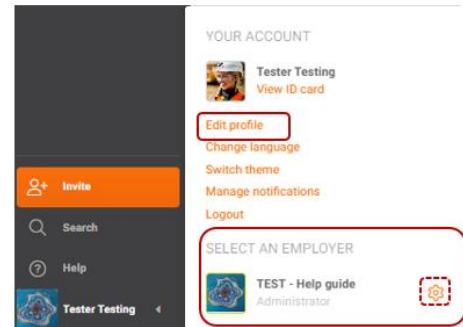 YOUR ACCOUNT
Tester Testing
View ID card
Edit profile
Change language
Switch theme
Manage notifications
Logout
SELECT AN EMPLOYER
TEST - Help guide
Administrator
Invite
Search
Help
Tester Testing